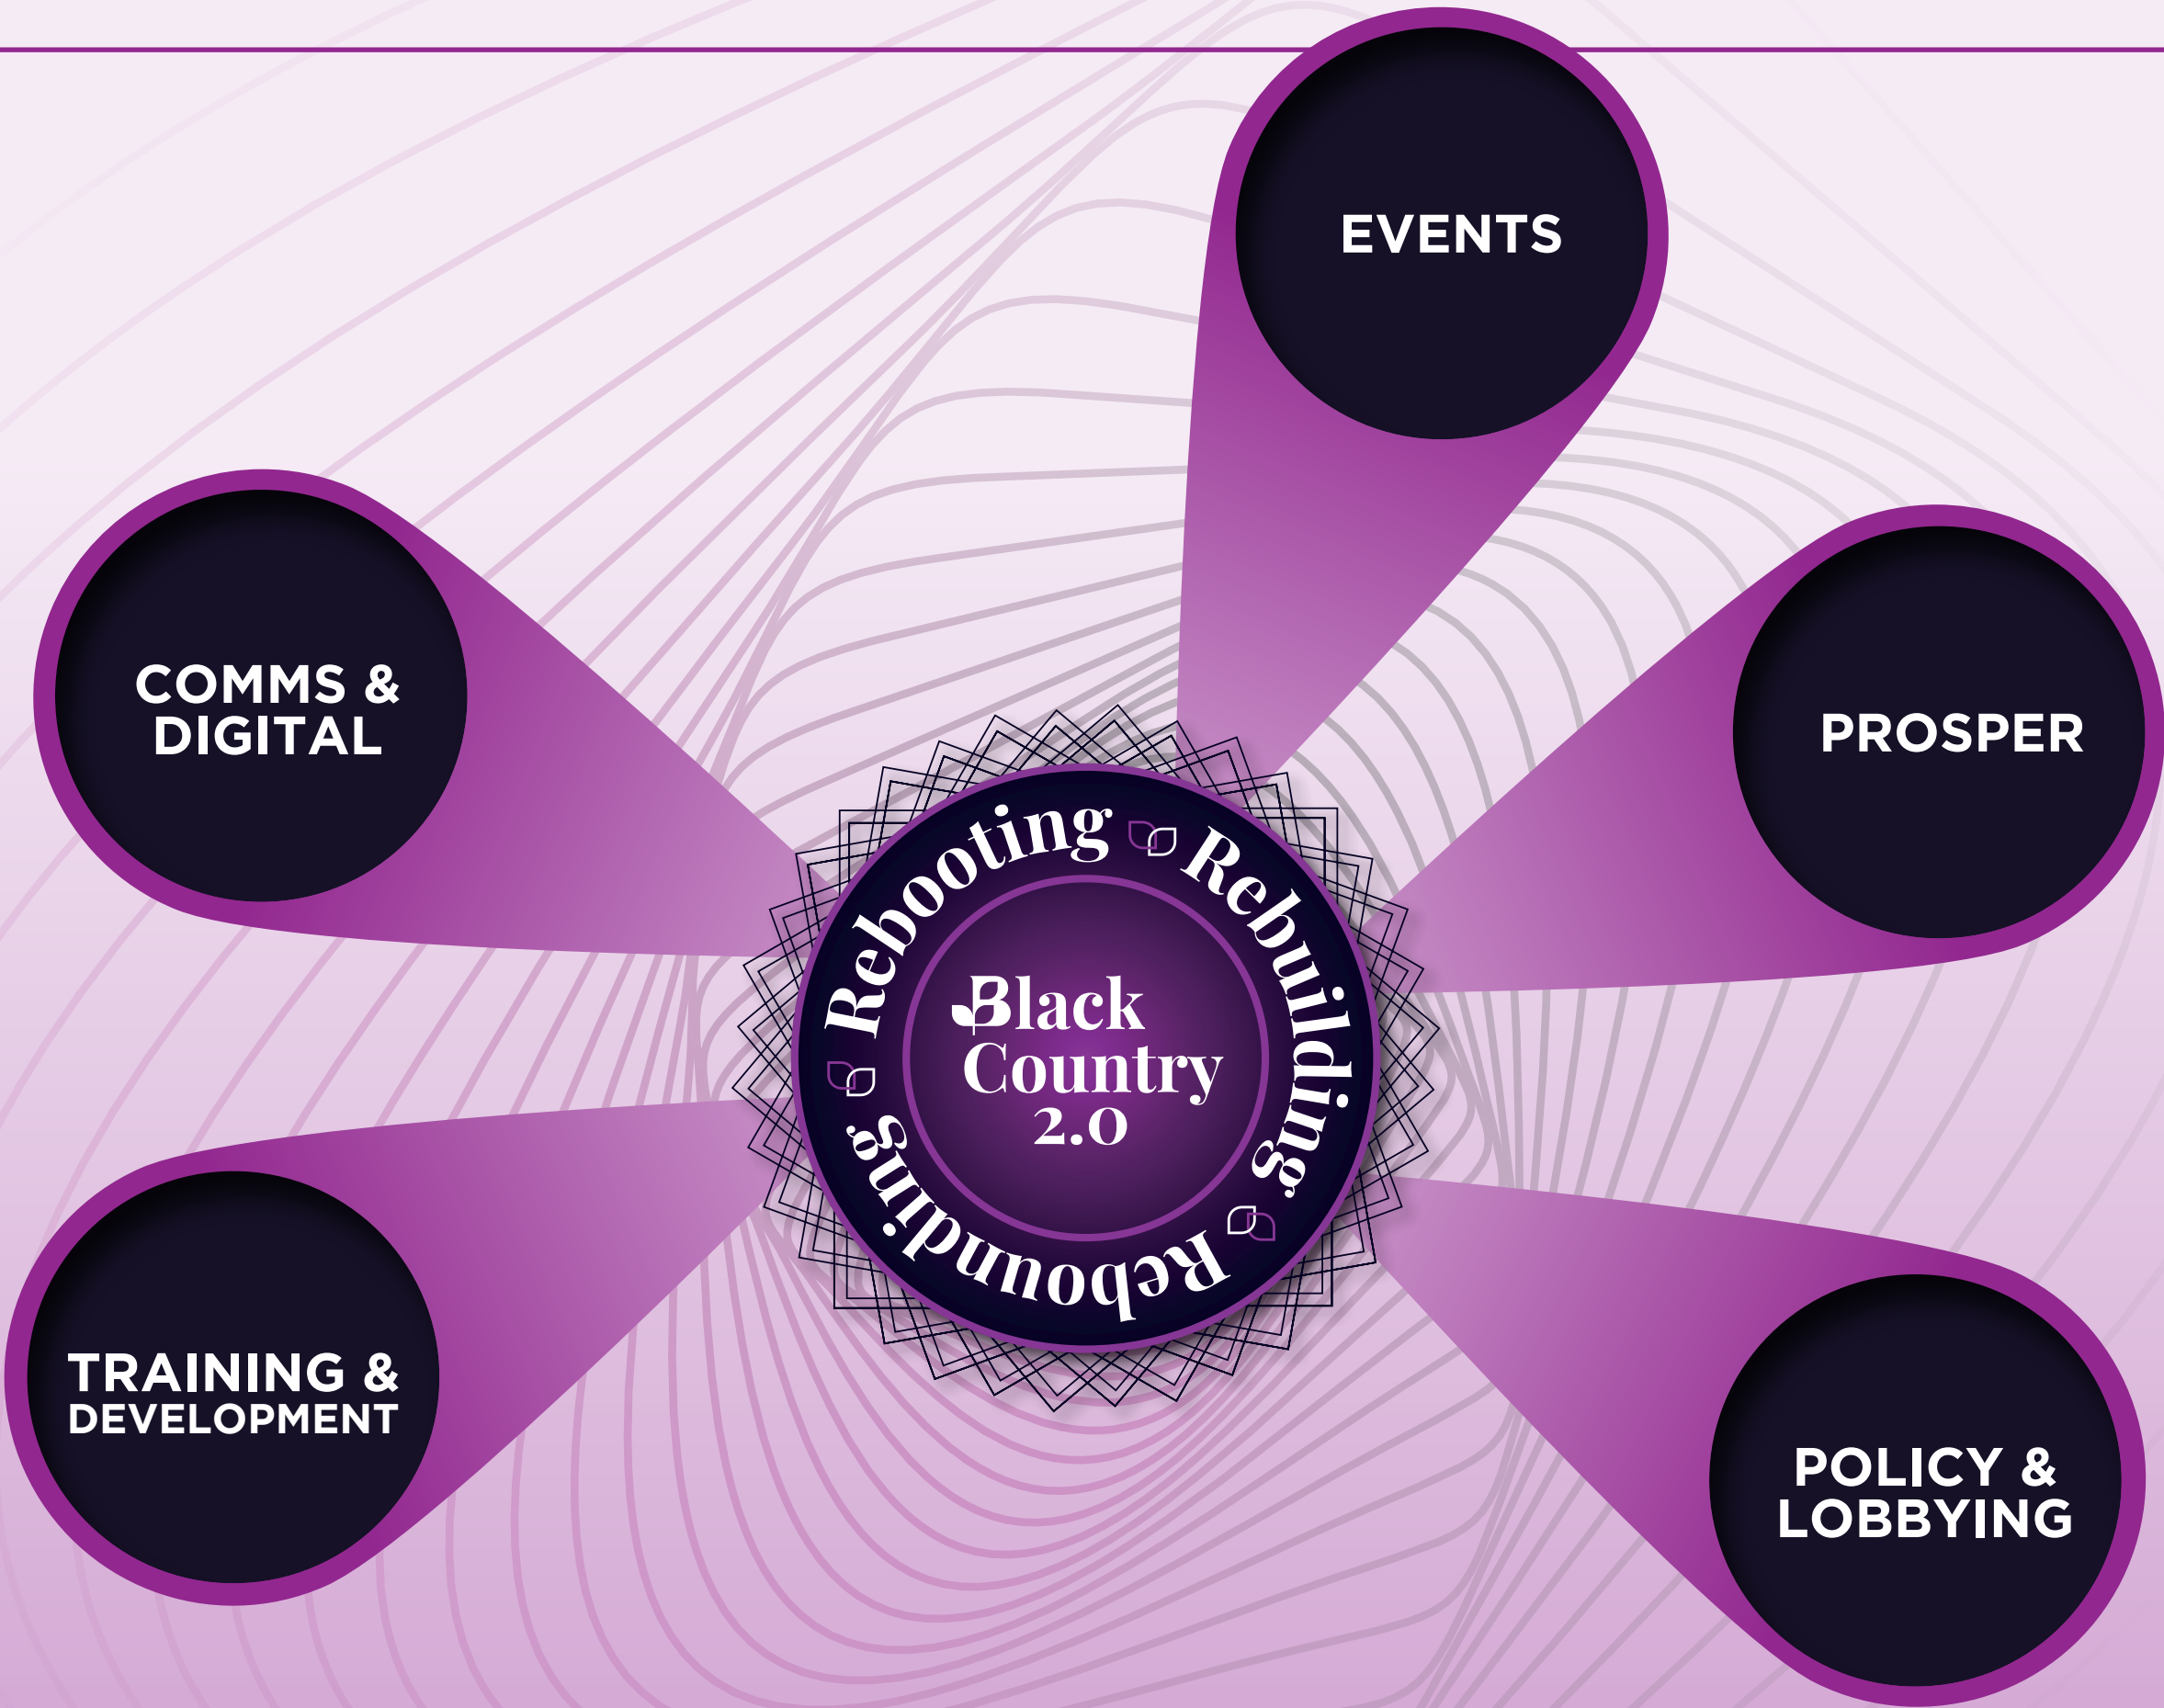 EVENTS
COMMS &
DIGITAL
PROSPER
Rebooting Rebuilding Rebounding
Black
Country
2.0
TRAINING &
DEVELOPMENT
POLICY &
LOBBYING